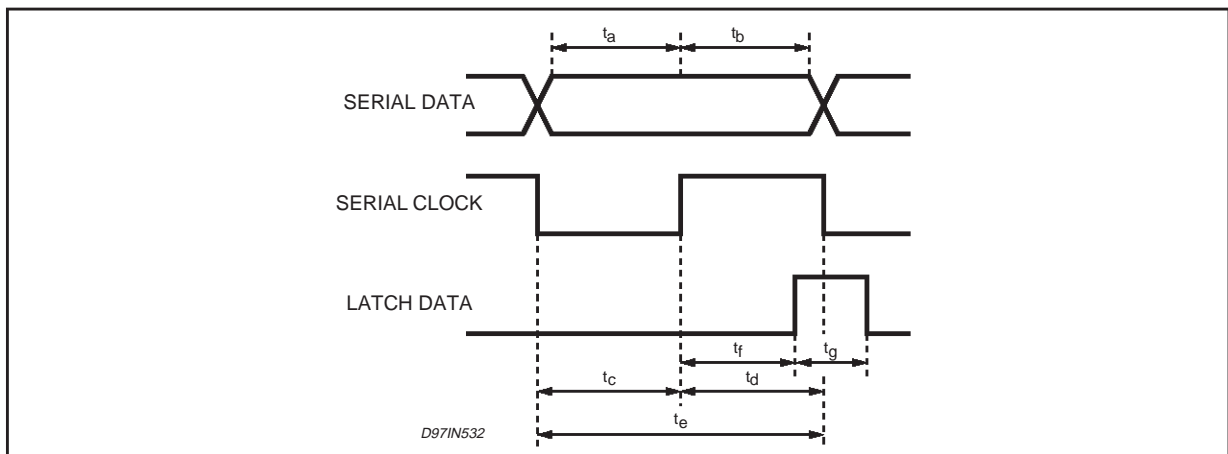 ta tb
SERIAL DATA
SERIAL CLOCK
LATCH DATA
tf tg
tc td
te
D97IN532